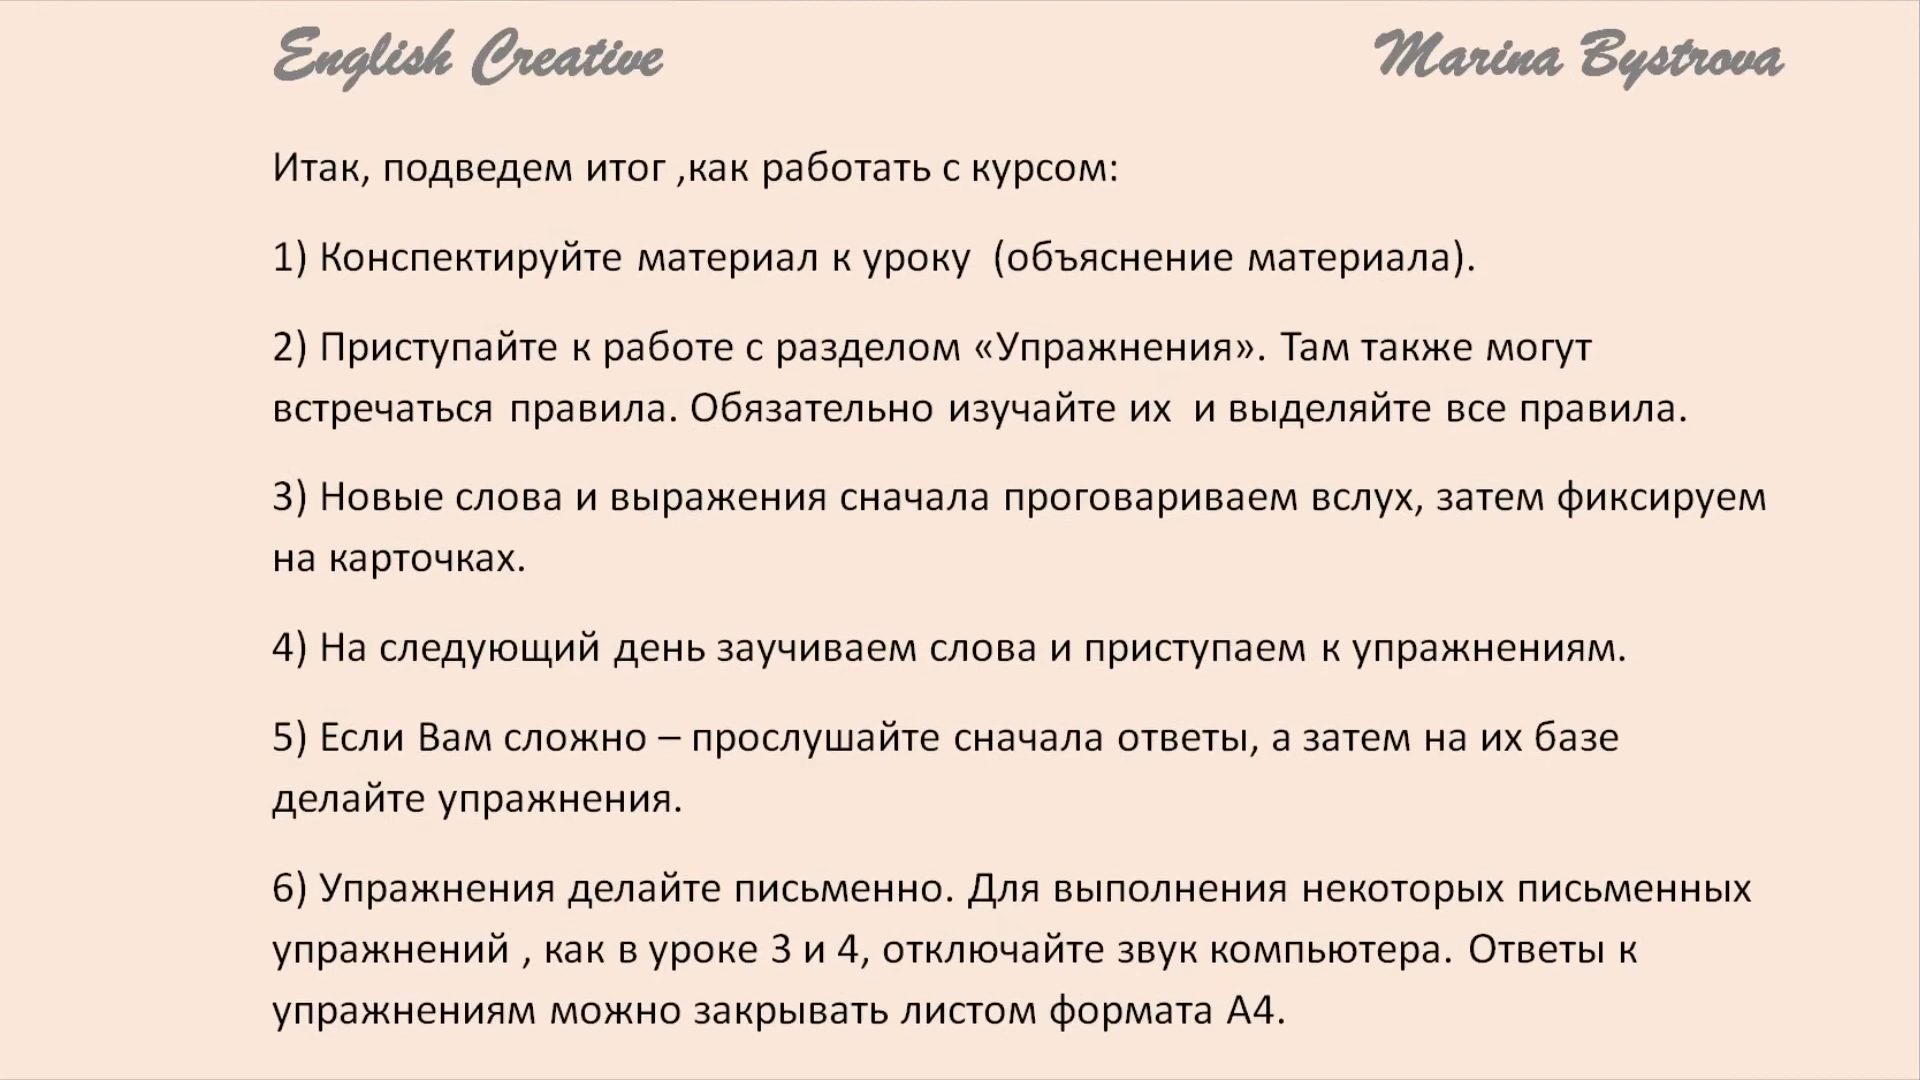 English Creative
Marina Bystrova
Итак, подведем итог ,как работать с курсом:
1) Конспектируйте материал к уроку  (объяснение материала).
2) Приступайте к работе с разделом «Упражнения». Там также могут
встречаться правила. Обязательно изучайте их  и выделяйте все правила.
3) Новые слова и выражения сначала проговариваем вслух, затем фиксируем
на карточках.
4) На следующий день заучиваем слова и приступаем к упражнениям.
5) Если Вам сложно – прослушайте сначала ответы, а затем на их базе
делайте упражнения.
6) Упражнения делайте письменно. Для выполнения некоторых письменных
упражнений , как в уроке 3 и 4, отключайте звук компьютера. Ответы к
упражнениям можно закрывать листом формата А4.